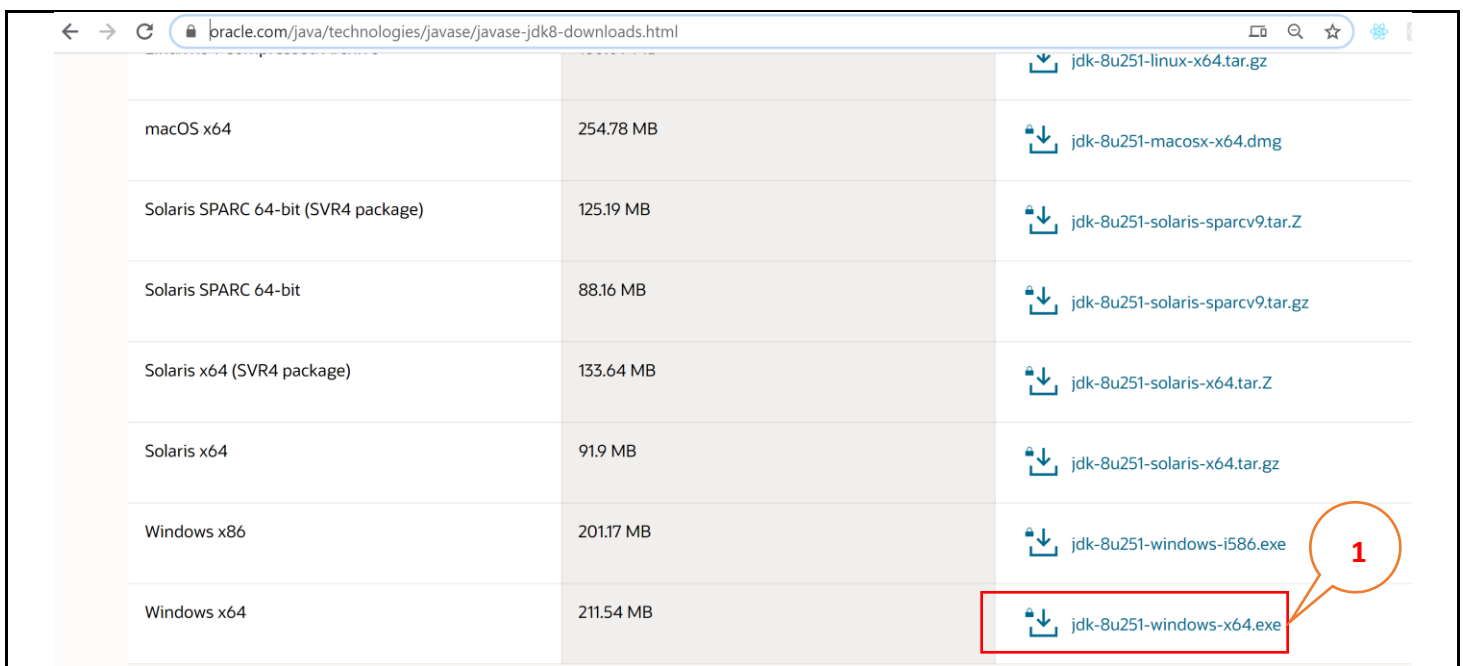 oracle.com/java/technologies/javase/javase-jdk8-downloads.html
jdk-8u251-linux-x64.tar.gz
macOS x64 254.78 MB jdk-8u251-macosx-x64.dmg
Solaris SPARC 64-bit (SVR4 package) 125.19 MB jdk-8u251-solaris-sparcv9.tar.Z
Solaris SPARC 64-bit 88.16 MB jdk-8u251-solaris-sparcv9.tar.gz
Solaris x64 (SVR4 package) 133.64 MB jdk-8u251-solaris-x64.tar.Z
Solaris x64 91.9 MB jdk-8u251-solaris-x64.tar.gz
Windows x86 201.17 MB jdk-8u251-windows-i586.exe
1
Windows x64 211.54 MB jdk-8u251-windows-x64.exe